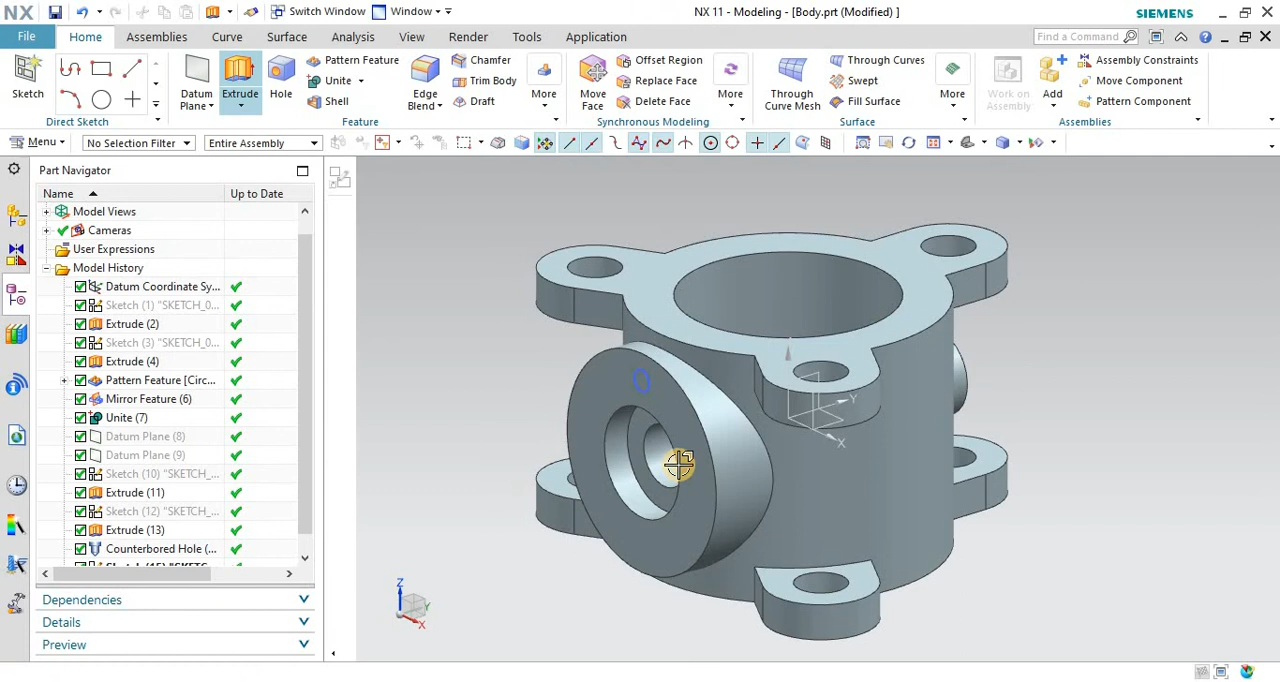 NX
Switch Window
Window
NX 11 - Modeling - [Body.prt (Modified) ]
SIEMENS
File
Home
Assemblies
Curve
Surface
Analysis
View
Render
Tools
Application
Find a Command
Sketch
Direct Sketch
Datum Plane
Extrude
Hole
Pattern Feature
Unite
Shell
Edge Blend
Chamfer
Trim Body
Draft
More
Feature
Move Face
Offset Region
Replace Face
Delete Face
More
Synchronous Modeling
Through Curve Mesh
Through Curves
Swept
Fill Surface
More
Surface
Work on Assembly
Add
Assembly Constraints
Move Component
Pattern Component
Assemblies
Menu
No Selection Filter
Entire Assembly
Part Navigator
Name
Up to Date
Model Views
Cameras
User Expressions
Model History
Datum Coordinate Sy...
Sketch (1) "SKETCH_0...
Extrude (2)
Sketch (3) "SKETCH_0...
Extrude (4)
Pattern Feature [Circ...
Mirror Feature (6)
Unite (7)
Datum Plane (8)
Datum Plane (9)
Sketch (10) "SKETCH_...
Extrude (11)
Sketch (12) "SKETCH_...
Extrude (13)
Counterbored Hole (...
Dependencies
Details
Preview
Y
X
Z
Y
X